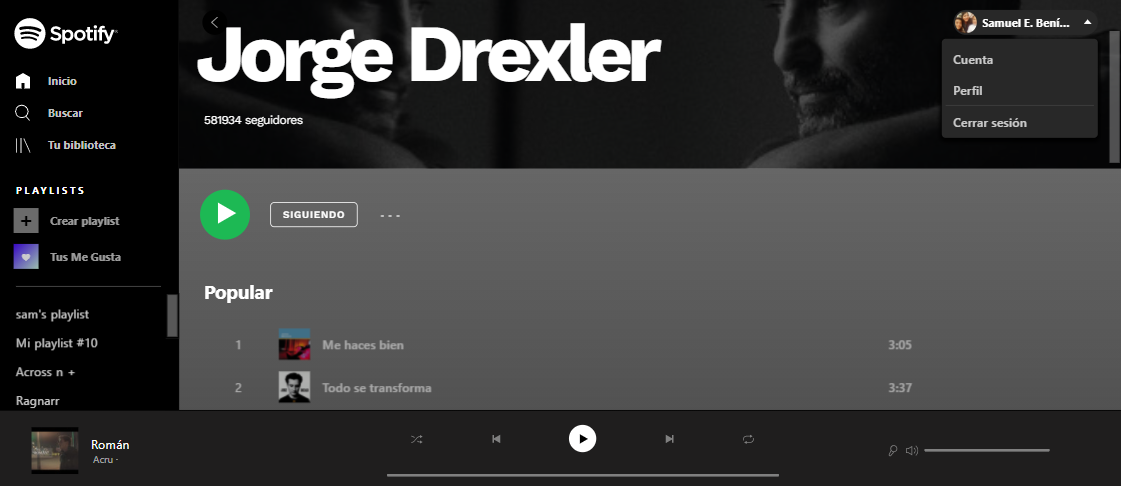 Spotify
Inicio
Buscar
Tu biblioteca
PLAYLISTS
Crear playlist
Tus Me Gusta
sam's playlist
Mi playlist #10
Across n +
Ragnarr
Jorge Drexler
581934 seguidores
Samuel E. Bení...
Cuenta
Perfil
Cerrar sesión
SIGUIENDO
---
Popular
1 Me haces bien 3:05
2 Todo se transforma 3:37
Román
Acru ·